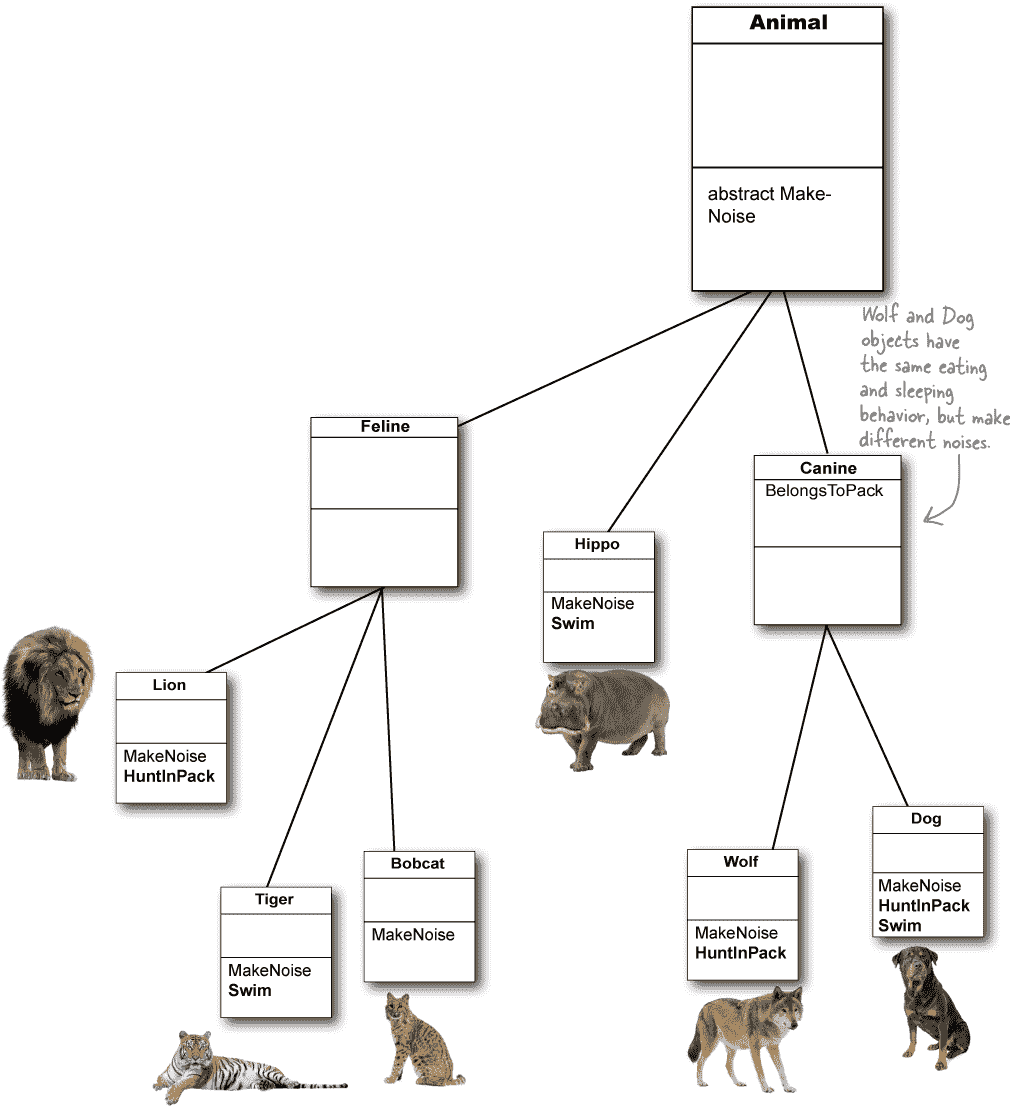 Animal
abstract Make-
Noise
Wolf and Dog
objects have
the same eating
and sleeping
behavior, but make
different noises.
Feline
Canine
BelongsToPack
Hippo
MakeNoise
Swim
Lion
MakeNoise
HuntInPack
Dog
MakeNoise
HuntInPack
Swim
Bobcat
MakeNoise
Wolf
MakeNoise
HuntInPack
Tiger
MakeNoise
Swim